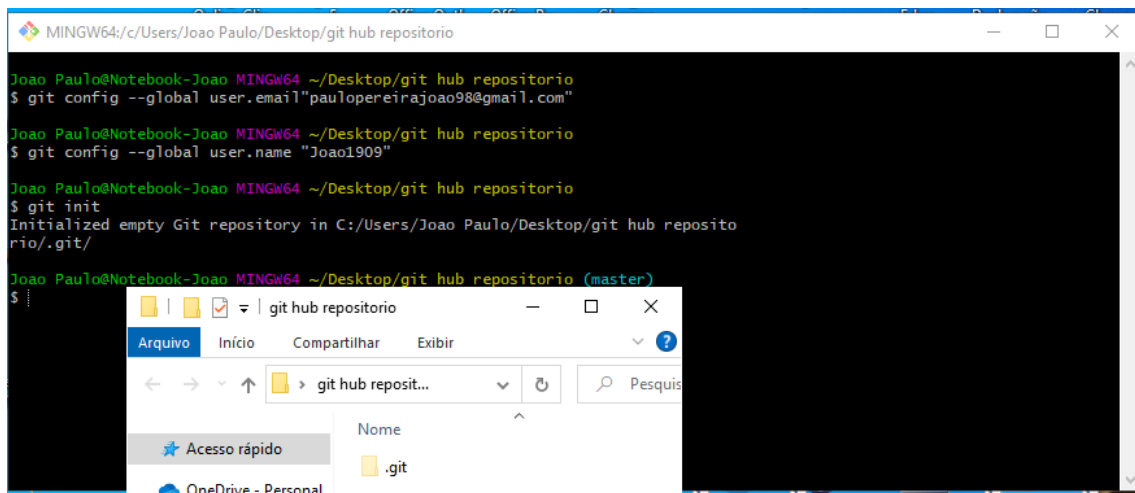 MINGW64:/c/Users/Joao Paulo/Desktop/git hub repositorio
Joao Paulo@Notebook-Joao MINGW64 ~/Desktop/git hub repositorio
$ git config --global user.email"paulopereirajoao98@gmail.com"
Joao Paulo@Notebook-Joao MINGW64 ~/Desktop/git hub repositorio
$ git config --global user.name "Joao1909"
Joao Paulo@Notebook-Joao MINGW64 ~/Desktop/git hub repositorio
$ git init
Initialized empty Git repository in C:/Users/Joao Paulo/Desktop/git hub reposito
rio/.git/
Joao Paulo@Notebook-Joao MINGW64 ~/Desktop/git hub repositorio (master)
$
git hub repositorio
Arquivo Início Compartilhar Exibir
git hub reposit... Pesquis
Nome
Acesso rápido
.git
OneDrive - Personal